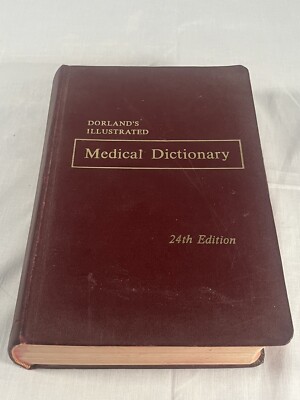 DORLAND'S
ILLUSTRATED
Medical Dictionary
24th Edition